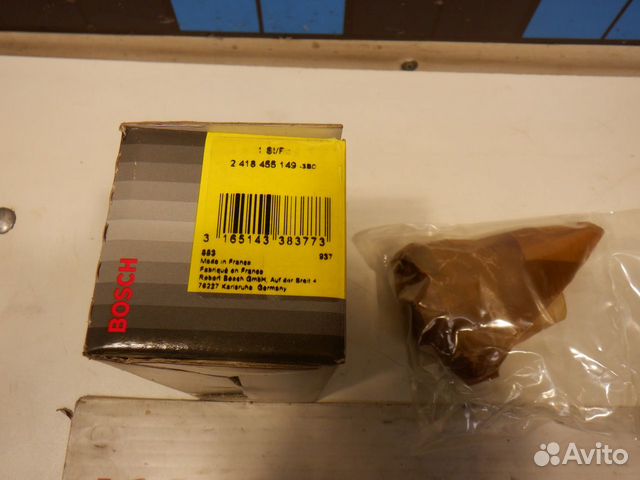 1 St/P
2 418 455 149
3 165143 383773
683 937
Made in France
Fabriqué en France
Robert Bosch GmbH, Auf der Breit 4
76227 Karlsruhe Germany
BOSCH
Avito